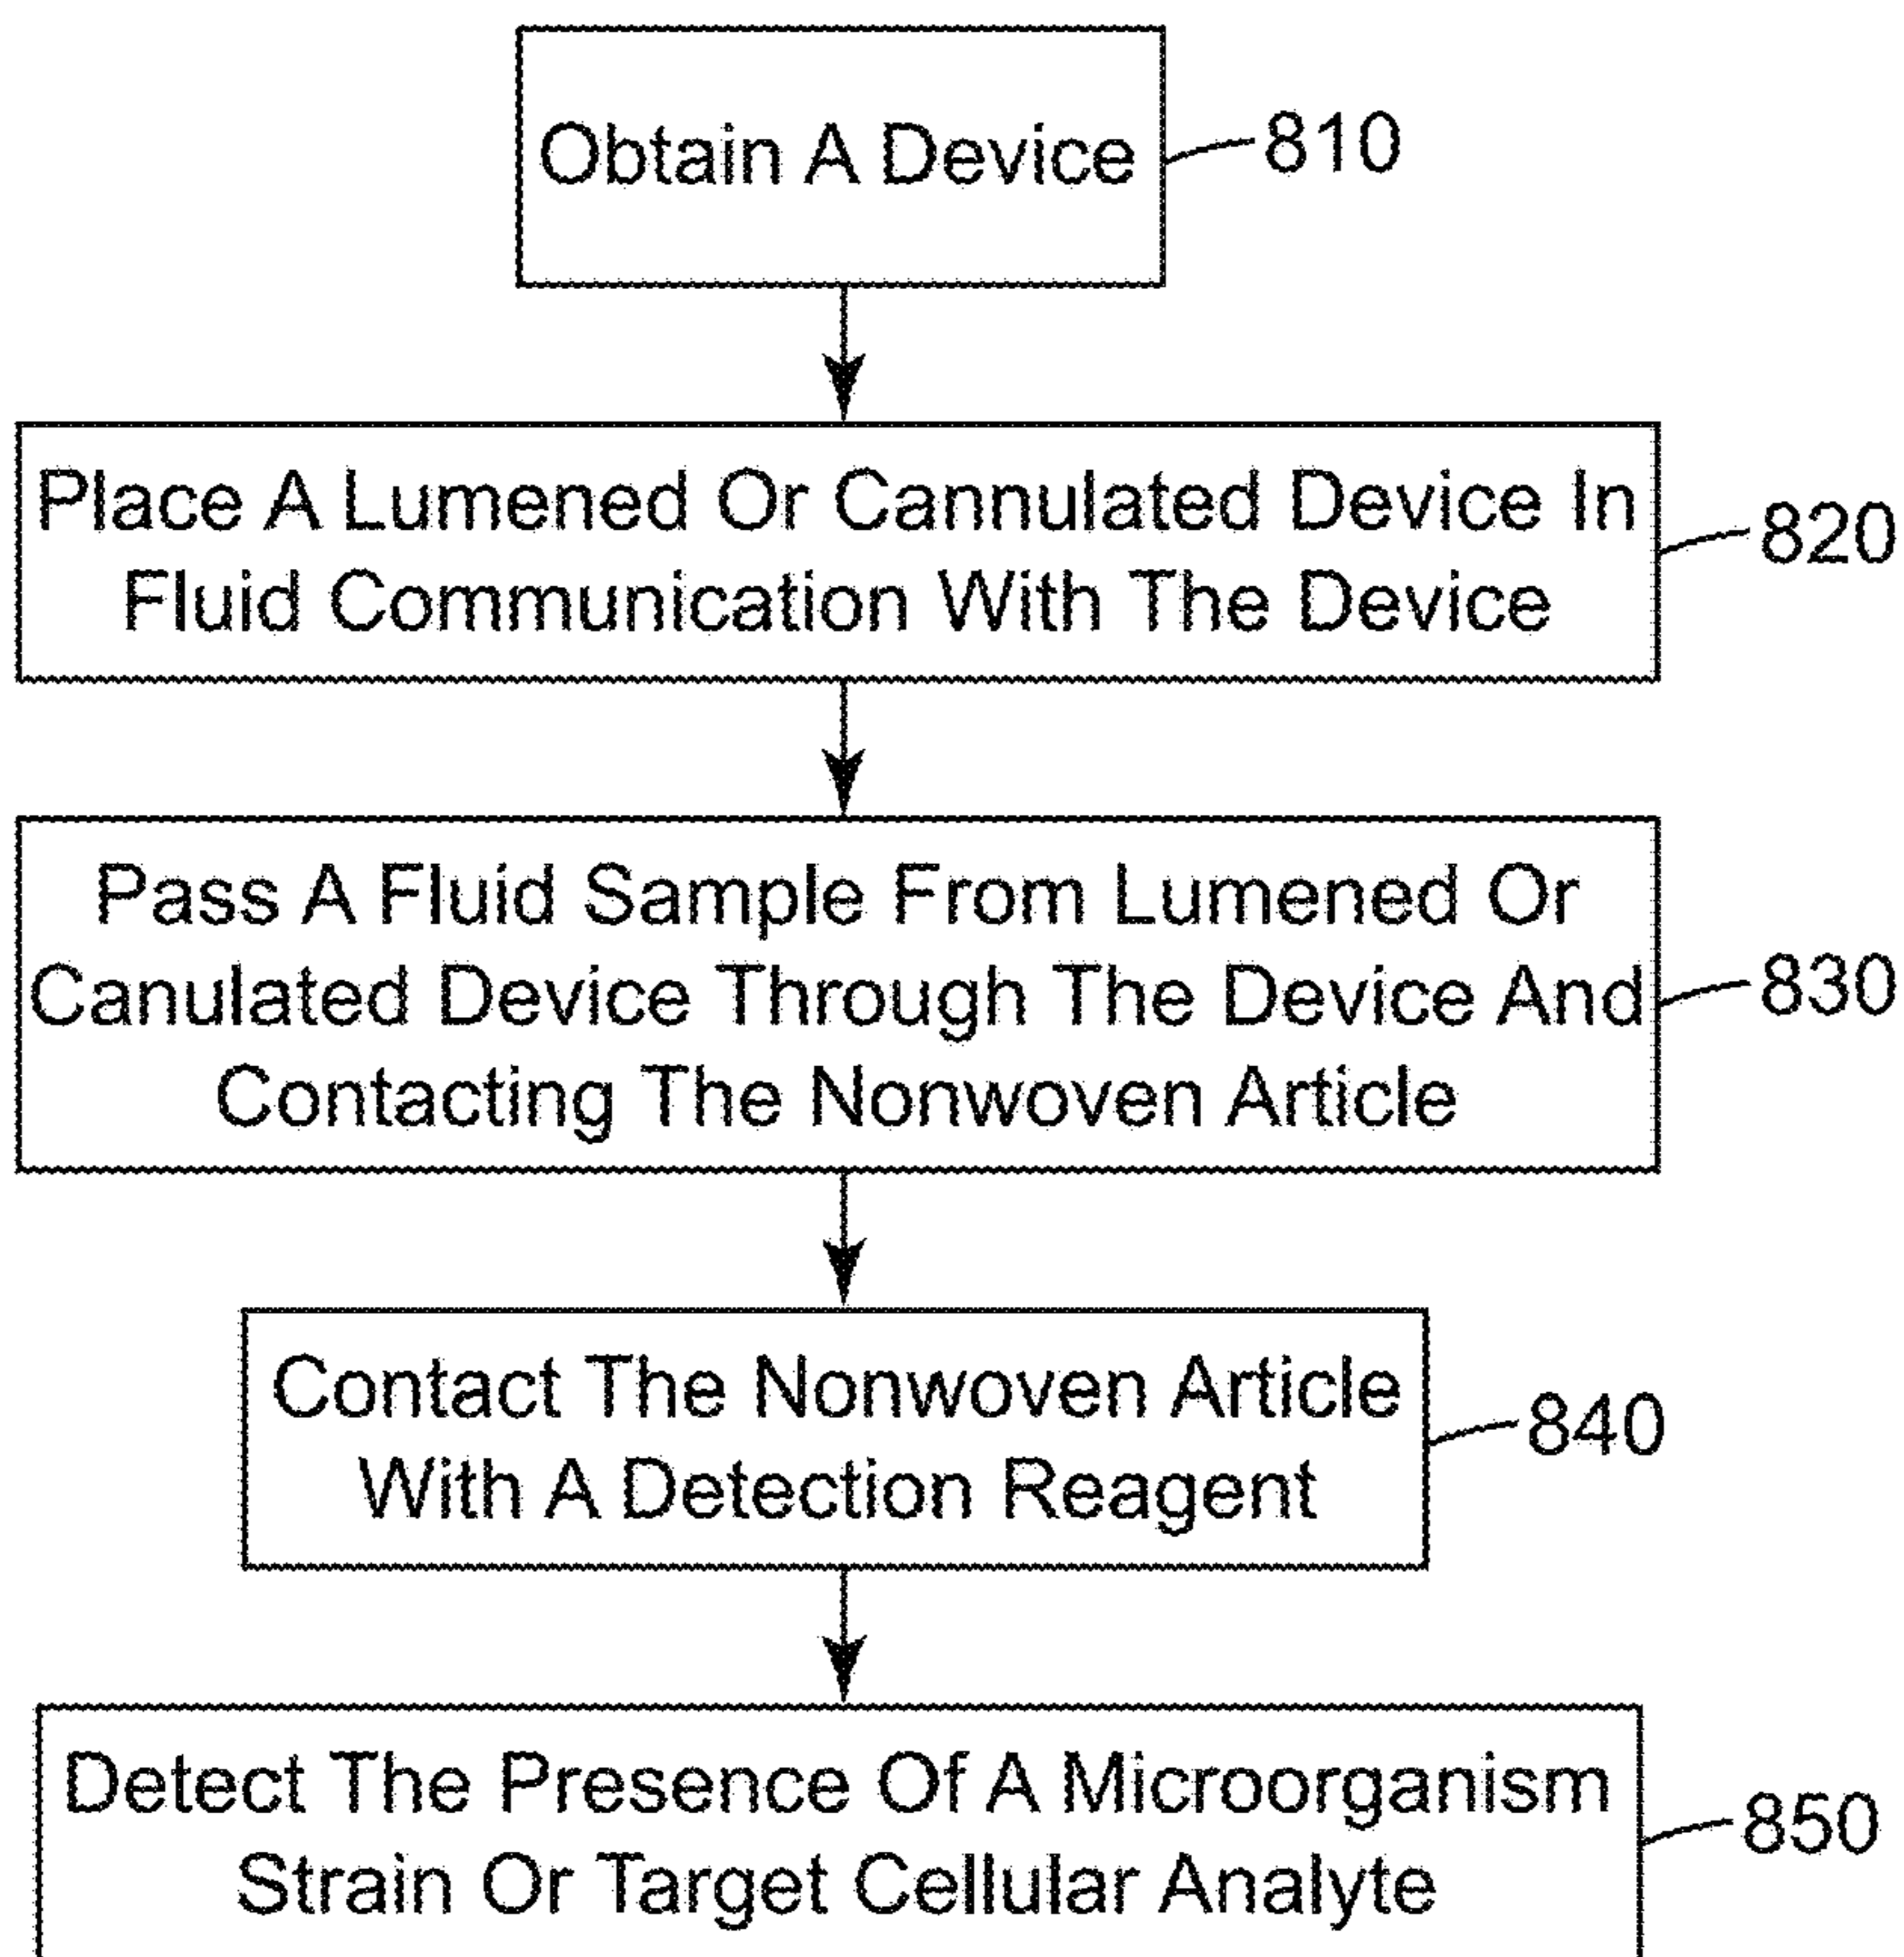 Obtain A Device
810
Place A Lumened Or Cannulated Device In
Fluid Communication With The Device
820
Pass A Fluid Sample From Lumened Or
Canulated Device Through The Device And
Contacting The Nonwoven Article
830
Contact The Nonwoven Article
With A Detection Reagent
840
Detect The Presence Of A Microorganism
Strain Or Target Cellular Analyte
850